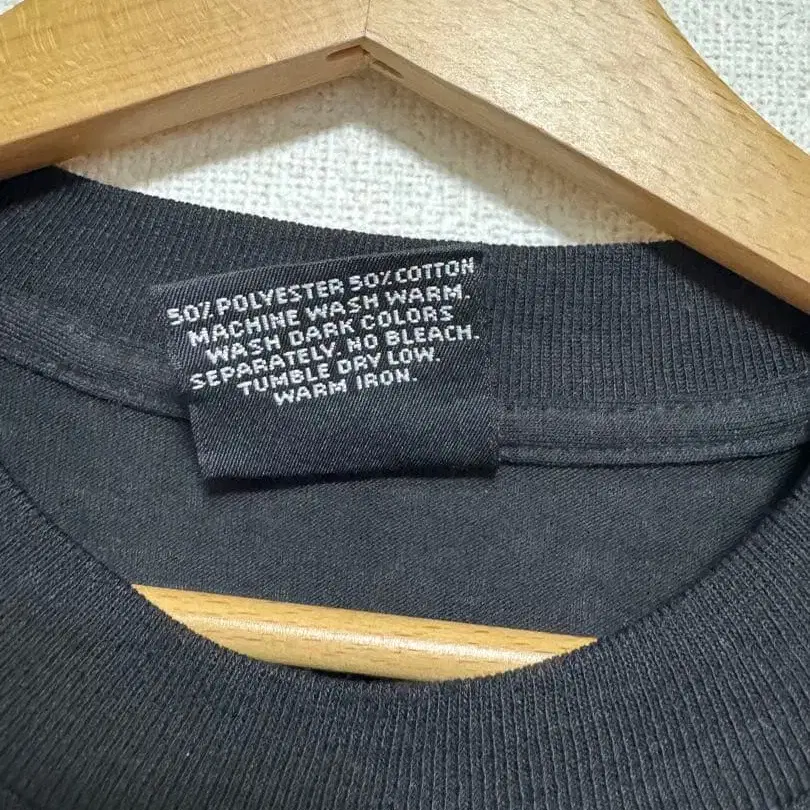 50% POLYESTER 50% COTTON
MACHINE WASH WARM.
WASH DARK COLORS
SEPARATELY. NO BLEACH.
TUMBLE DRY LOW.
WARM IRON.